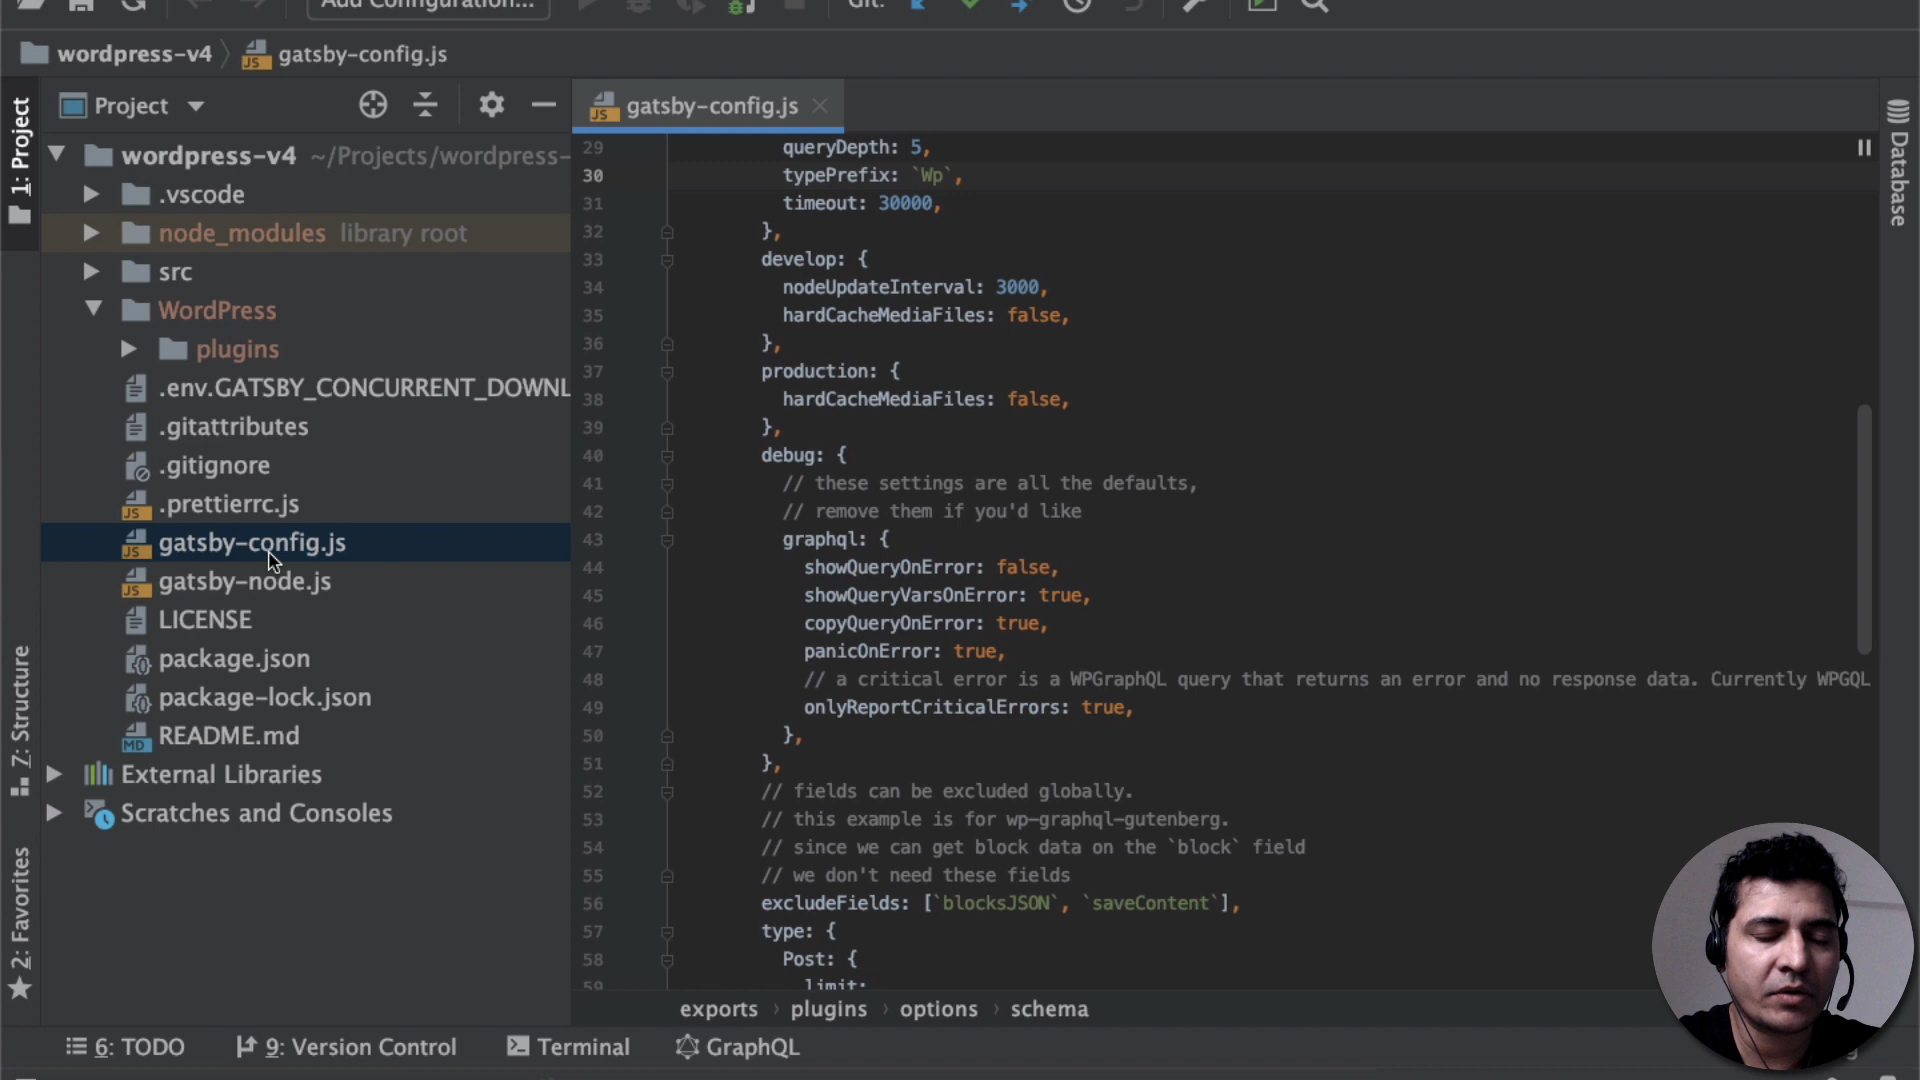 Add Configuration...
Git:
wordpress-v4
gatsby-config.js
1: Project
Project
wordpress-v4 ~/Projects/wordpress-
.vscode
node_modules library root
src
WordPress
plugins
.env.GATSBY_CONCURRENT_DOWNL
.gitattributes
.gitignore
.prettierrc.js
gatsby-config.js
gatsby-node.js
LICENSE
package.json
package-lock.json
README.md
External Libraries
Scratches and Consoles
Z: Structure
2: Favorites
gatsby-config.js
29 queryDepth: 5,
30 typePrefix: `Wp`,
31 timeout: 30000,
32 },
33 develop: {
34 nodeUpdateInterval: 3000,
35 hardCacheMediaFiles: false,
36 },
37 production: {
38 hardCacheMediaFiles: false,
39 },
40 debug: {
41 // these settings are all the defaults,
42 // remove them if you'd like
43 graphql: {
44 showQueryOnError: false,
45 showQueryVarsOnError: true,
46 copyQueryOnError: true,
47 panicOnError: true,
48 // a critical error is a WPGraphQL query that returns an error and no response data. Currently WPGQL
49 onlyReportCriticalErrors: true,
50 },
51 },
52 // fields can be excluded globally.
53 // this example is for wp-graphql-gutenberg.
54 // since we can get block data on the `block` field
55 // we don't need these fields
56 excludeFields: [`blocksJSON`, `saveContent`],
57 type: {
58 Post: {
59 limit:
exports › plugins › options › schema
Database
6: TODO
9: Version Control
Terminal
GraphQL